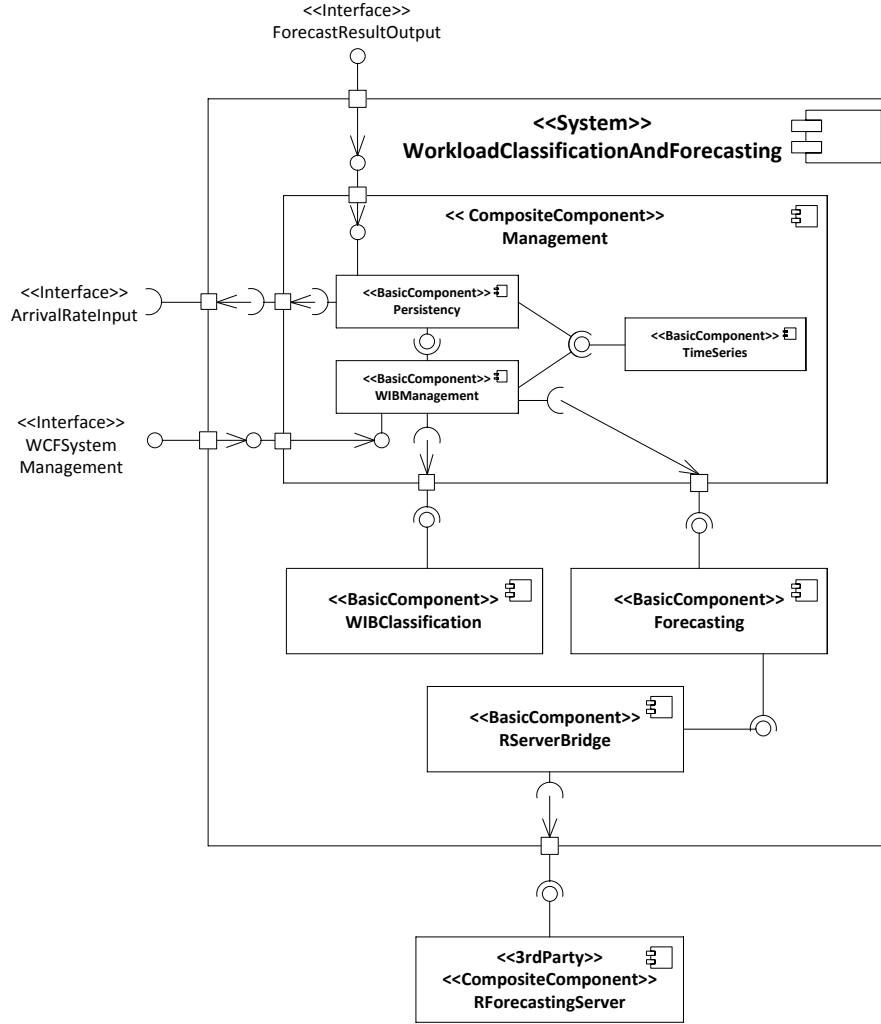 <<Interface>>
ForecastResultOutput
<<System>>
WorkloadClassificationAndForecasting
<< CompositeComponent>>
Management
<<Interface>>
ArrivalRateInput
<<BasicComponent>>
Persistency
<<BasicComponent>>
TimeSeries
<<BasicComponent>>
WIBManagement
<<Interface>>
WCFSystem
Management
<<BasicComponent>>
WIBClassification
<<BasicComponent>>
Forecasting
<<BasicComponent>>
RServerBridge
<<3rdParty>>
<<CompositeComponent>>
RForecastingServer